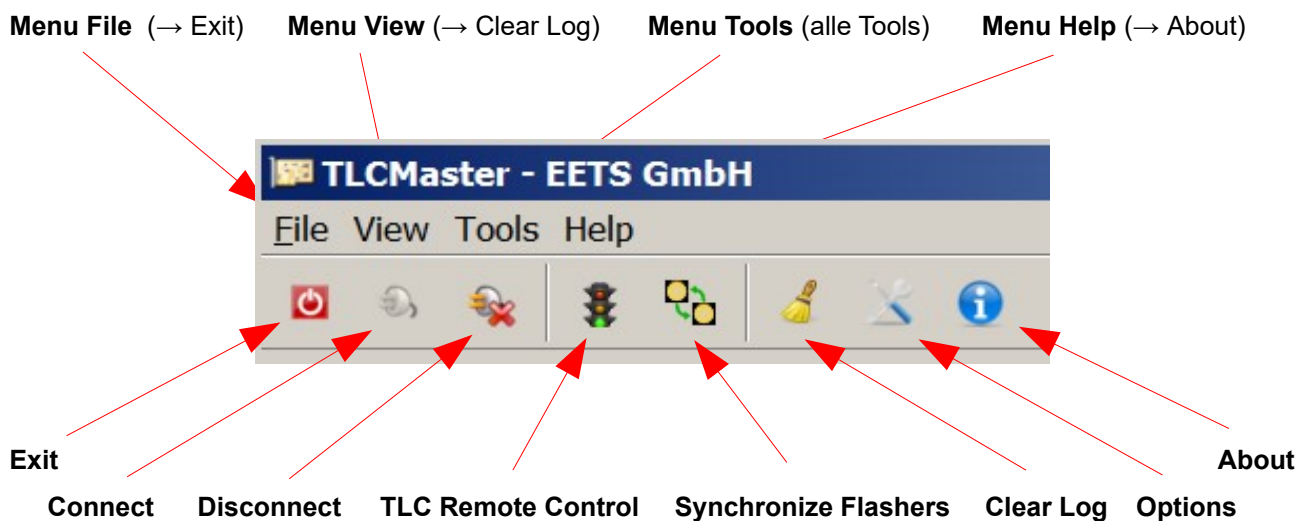 Menu File (→ Exit) Menu View (→ Clear Log) Menu Tools (alle Tools) Menu Help (→ About)
TLCMaster - EETS GmbH
File View Tools Help
Exit About
Connect Disconnect TLC Remote Control Synchronize Flashers Clear Log Options